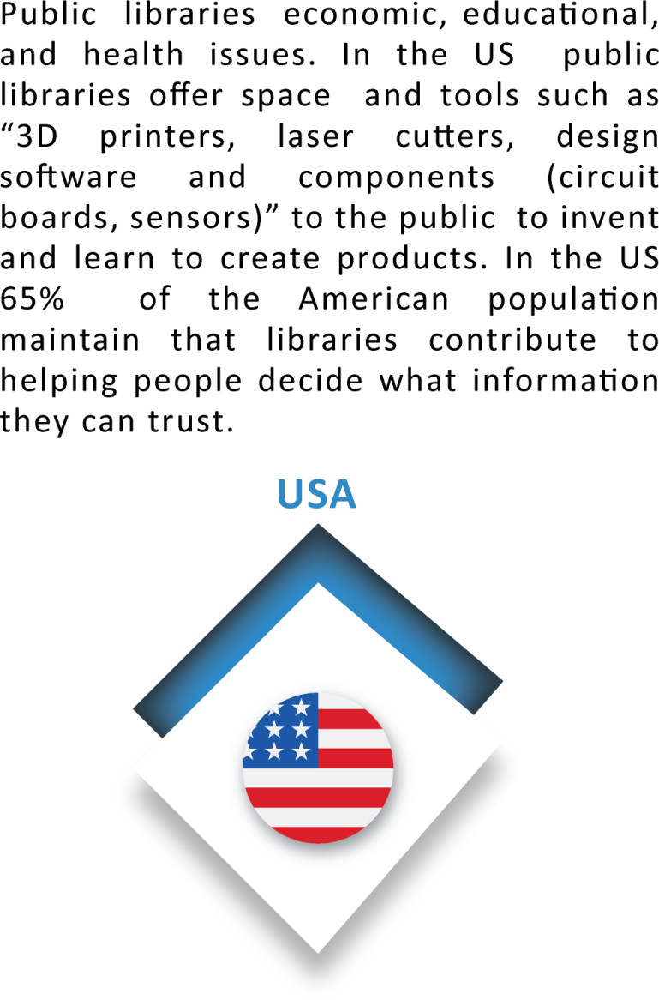 Public libraries economic, educational,
and health issues. In the US public
libraries offer space and tools such as
“3D printers, laser cutters, design
software and components (circuit
boards, sensors)” to the public to invent
and learn to create products. In the US
65% of the American population
maintain that libraries contribute to
helping people decide what information
they can trust.
USA